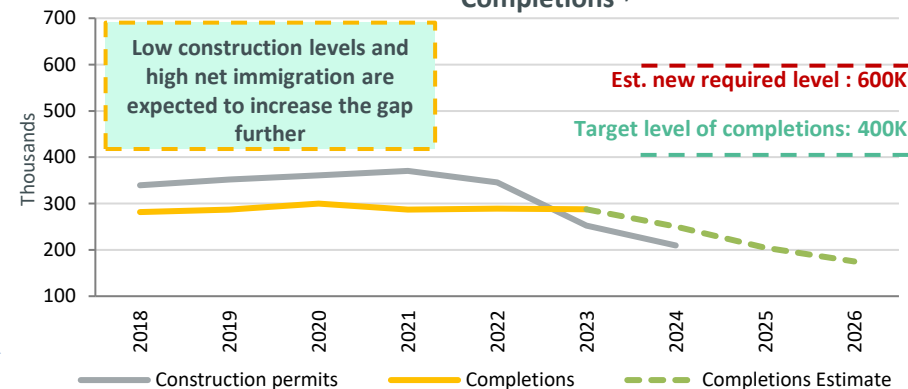 Completions
700
600
500
400
300
200
100
Thousands
Low construction levels and
high net immigration are
expected to increase the gap
further
Est. new required level : 600K
Target level of completions: 400K
2018
2019
2020
2021
2022
2023
2024
2025
2026
Construction permits
Completions
Completions Estimate